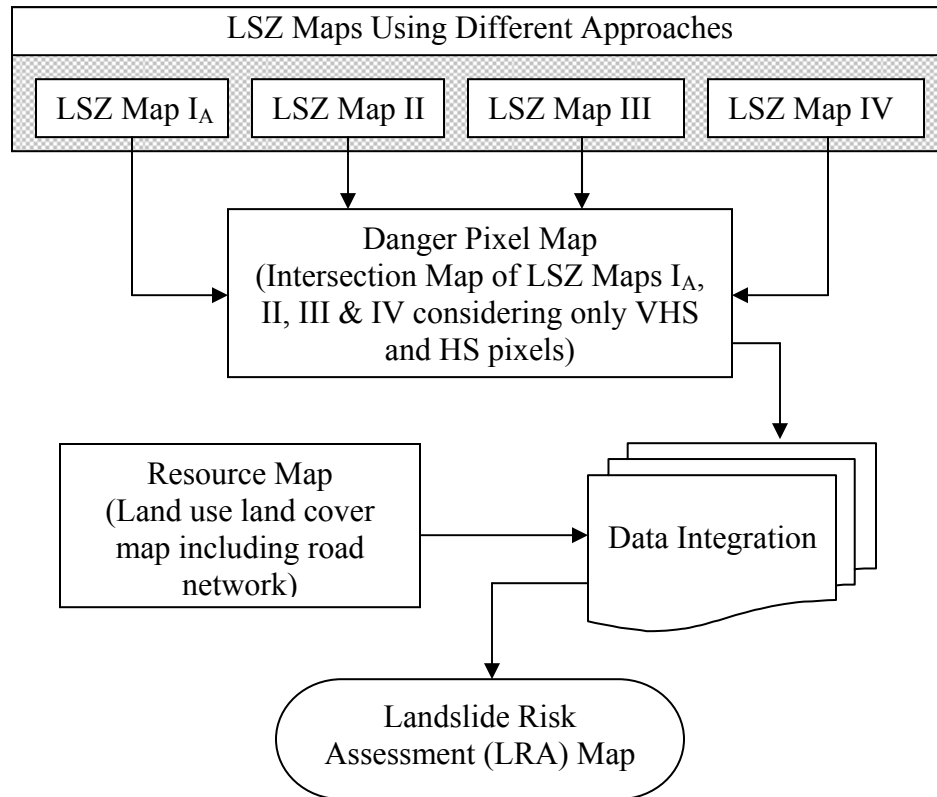 LSZ Maps Using Different Approaches
LSZ Map I_A
LSZ Map II
LSZ Map III
LSZ Map IV
Danger Pixel Map
(Intersection Map of LSZ Maps I_A,
II, III & IV considering only VHS
and HS pixels)
Resource Map
(Land use land cover
map including road
network)
Data Integration
Landslide Risk
Assessment (LRA) Map